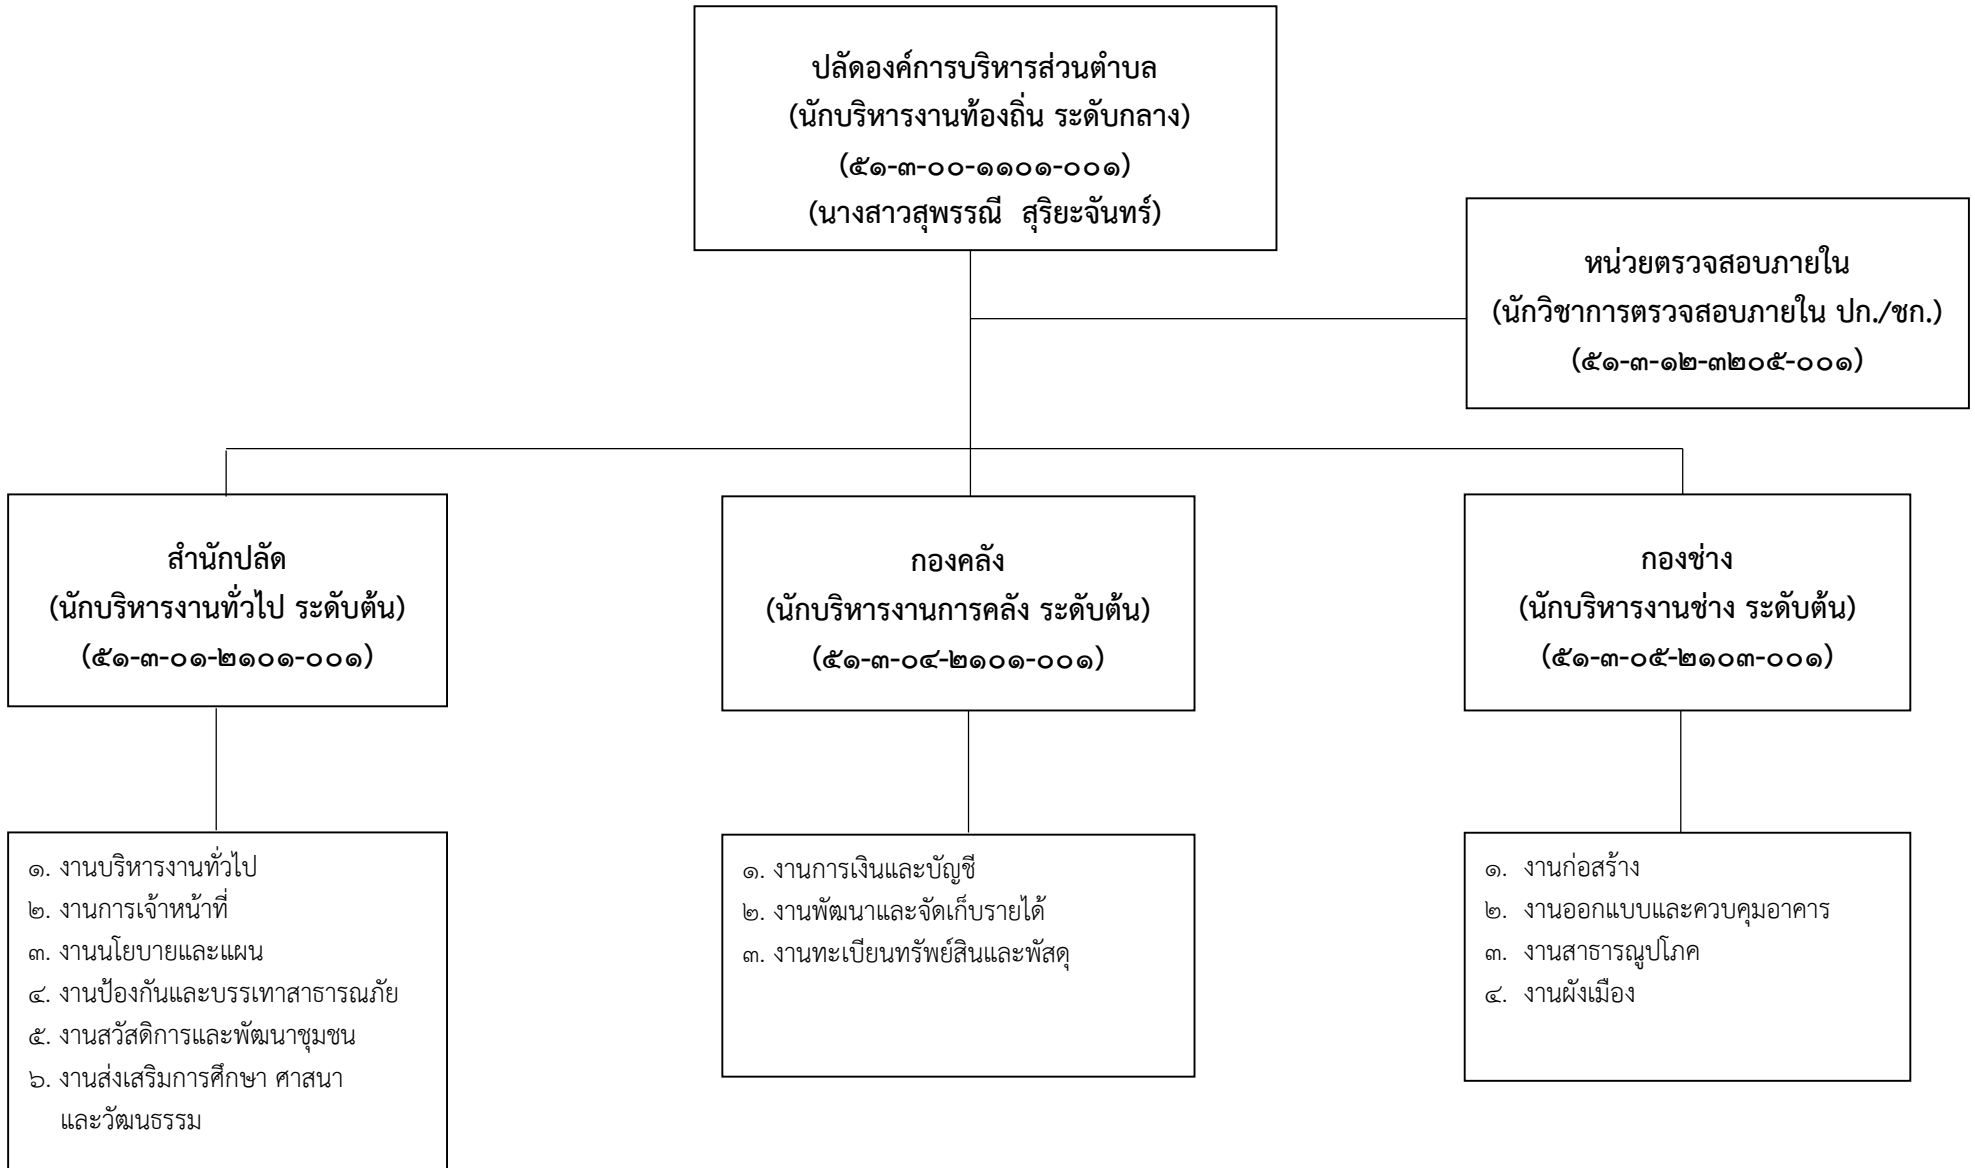 ปลัดองค์การบริหารส่วนตำบล
(นักบริหารงานท้องถิ่น ระดับกลาง)
(๕๑-๓-๐๐-๑๑๐๑-๐๐๑)
(นางสาวสุพรรณี สุริยะจันทร์)
หน่วยตรวจสอบภายใน
(นักวิชาการตรวจสอบภายใน ปก./ชก.)
(๕๑-๓-๑๒-๓๒๐๕-๐๐๑)
สำนักปลัด
(นักบริหารงานทั่วไป ระดับต้น)
(๕๑-๓-๐๑-๒๑๐๑-๐๐๑)
กองคลัง
(นักบริหารงานการคลัง ระดับต้น)
(๕๑-๓-๐๔-๒๑๐๑-๐๐๑)
กองช่าง
(นักบริหารงานช่าง ระดับต้น)
(๕๑-๓-๐๕-๒๑๐๓-๐๐๑)
๑. งานบริหารงานทั่วไป
๒. งานการเจ้าหน้าที่
๓. งานนโยบายและแผน
๔. งานป้องกันและบรรเทาสาธารณภัย
๕. งานสวัสดิการและพัฒนาชุมชน
๖. งานส่งเสริมการศึกษา ศาสนา
และวัฒนธรรม
๑. งานการเงินและบัญชี
๒. งานพัฒนาและจัดเก็บรายได้
๓. งานทะเบียนทรัพย์สินและพัสดุ
๑. งานก่อสร้าง
๒. งานออกแบบและควบคุมอาคาร
๓. งานสาธารณูปโภค
๔. งานผังเมือง